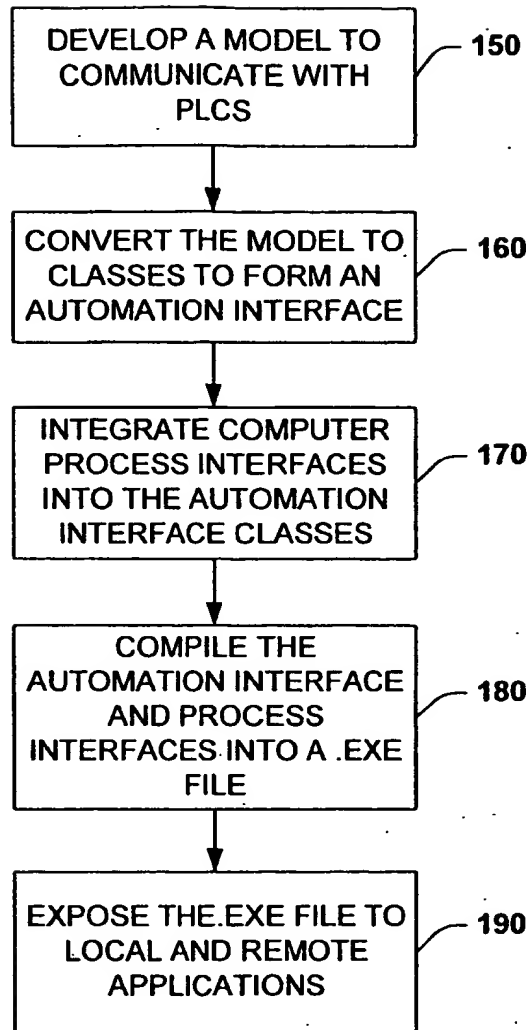 DEVELOP A MODEL TO
COMMUNICATE WITH
PLCS
150
CONVERT THE MODEL TO
CLASSES TO FORM AN
AUTOMATION INTERFACE
160
INTEGRATE COMPUTER
PROCESS INTERFACES
INTO THE AUTOMATION
INTERFACE CLASSES
170
COMPILE THE
AUTOMATION INTERFACE
AND PROCESS
INTERFACES INTO A .EXE
FILE
180
EXPOSE THE.EXE FILE TO
LOCAL AND REMOTE
APPLICATIONS
190